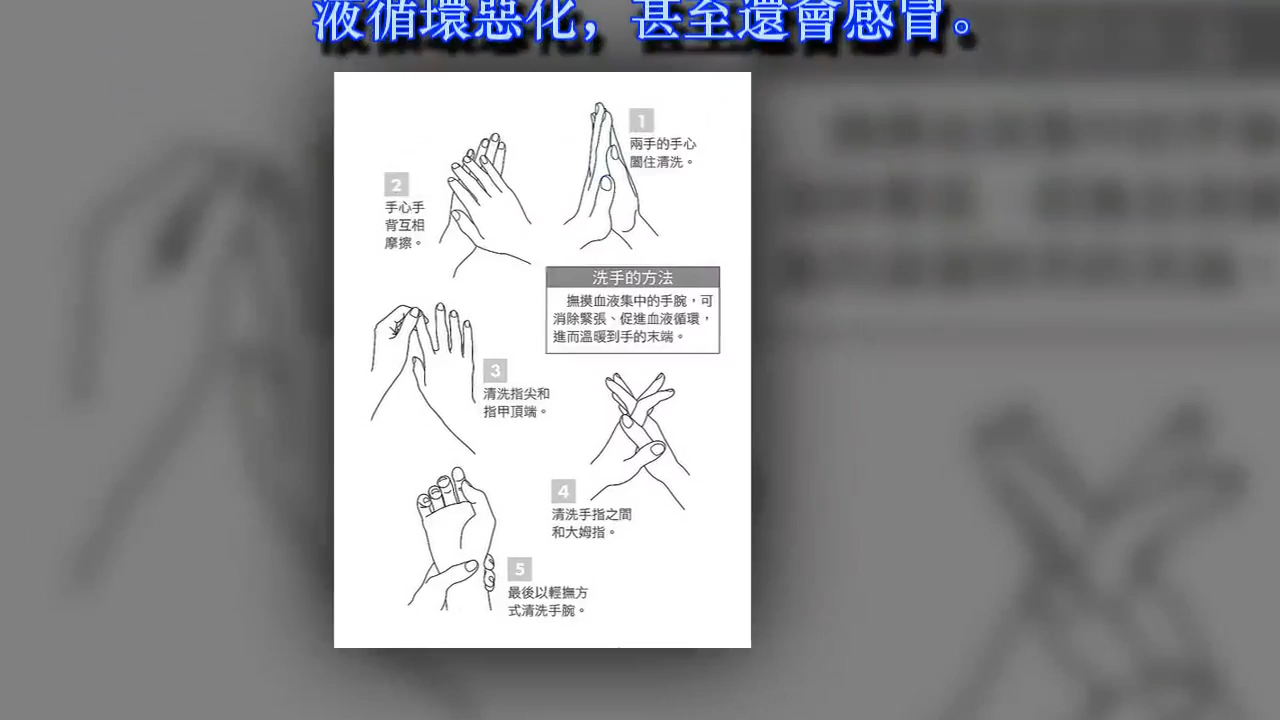 液循環惡化，甚至還會感冒。
1
兩手的手心
闔住清洗。
2
手心手
背互相
摩擦。
洗手的方法
撫摸血液集中的手腕，可
消除緊張、促進血液循環，
進而溫暖到手的末端。
3
清洗指尖和
指甲頂端。
4
清洗手指之間
和大姆指。
5
最後以輕撫方
式清洗手腕。